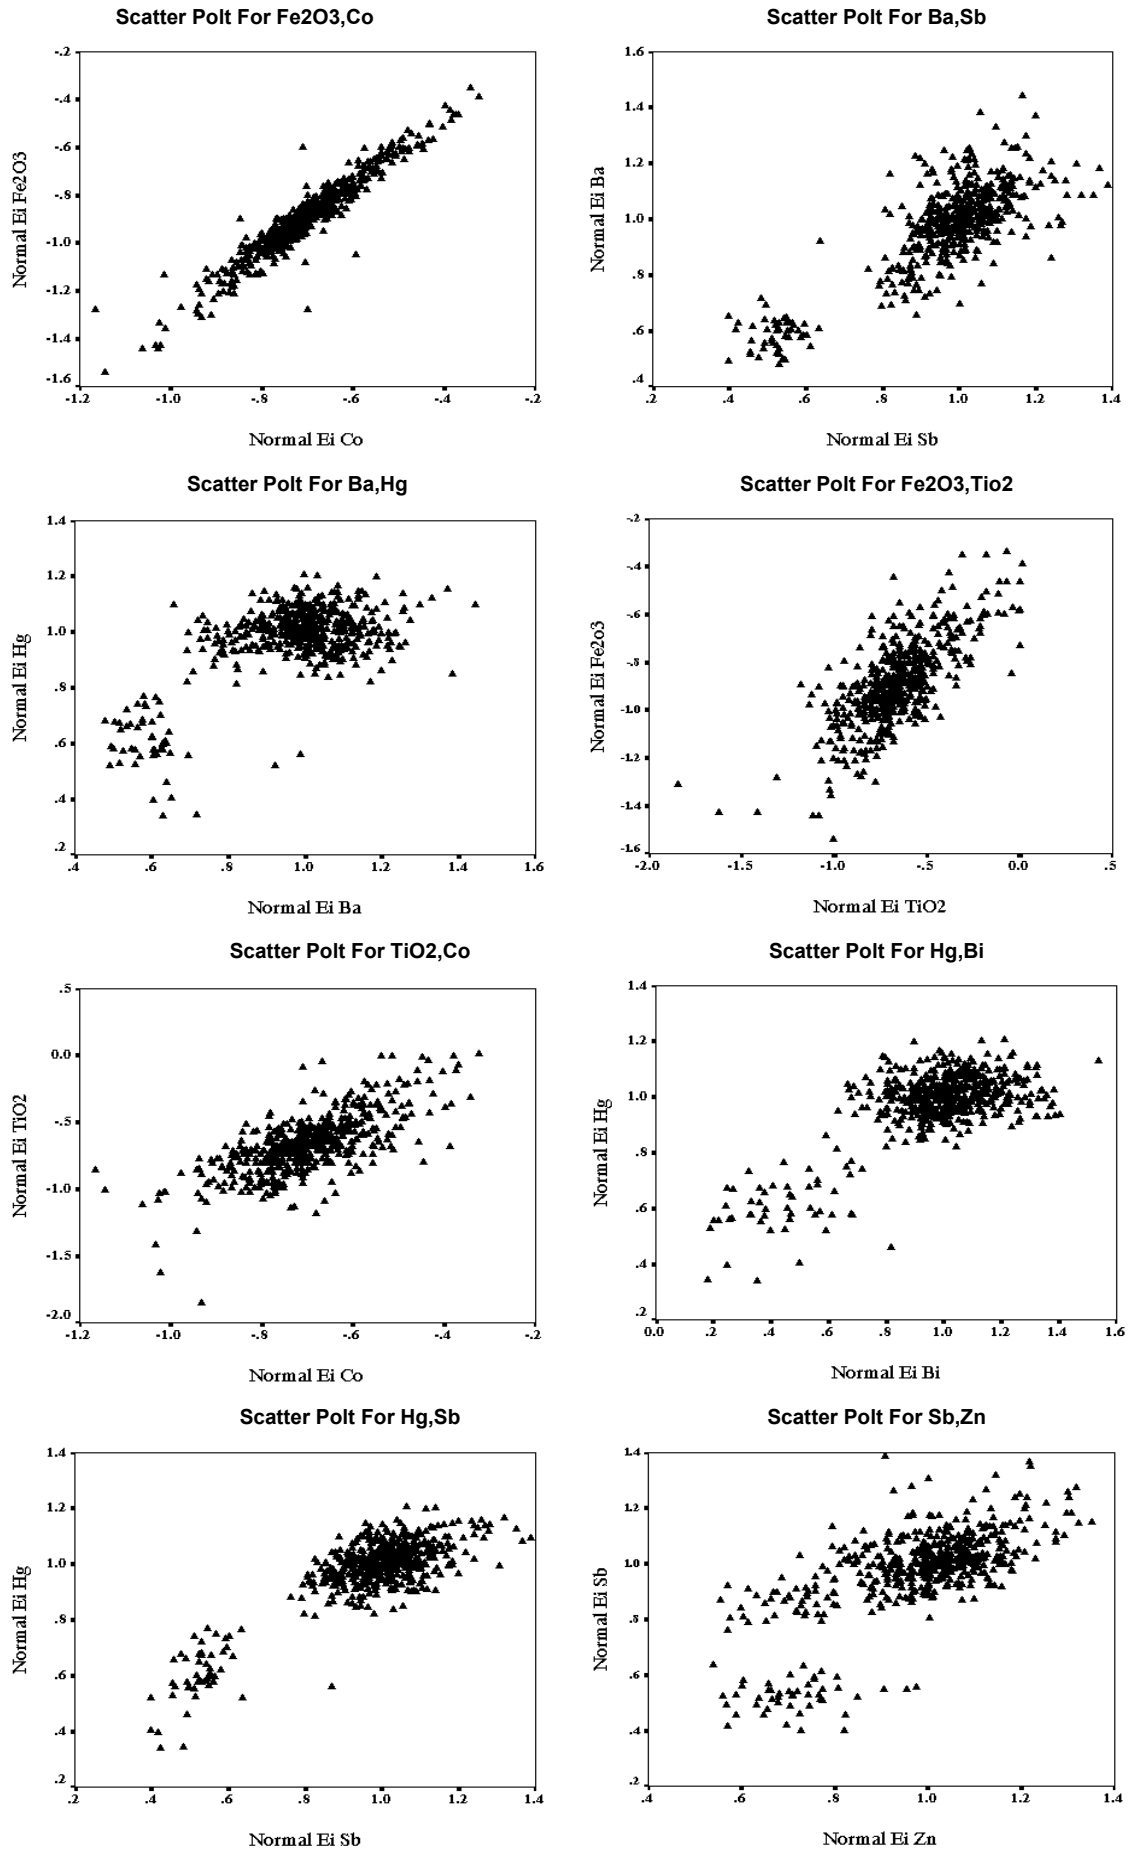 Scatter Polt For Fe2O3,Co
-.2
-.4
-.6
-.8
-1.0
-1.2
-1.4
-1.6
Normal Ei Fe2O3
-1.2 -1.0 -.8 -.6 -.4 -.2
Normal Ei Co
Scatter Polt For Ba,Sb
1.6
1.4
1.2
1.0
.8
.6
.4
Normal Ei Ba
.2 .4 .6 .8 1.0 1.2 1.4
Normal Ei Sb
Scatter Polt For Ba,Hg
1.4
1.2
1.0
.8
.6
.4
.2
Normal Ei Hg
.4 .6 .8 1.0 1.2 1.4 1.6
Normal Ei Ba
Scatter Polt For Fe2O3,Tio2
-.2
-.4
-.6
-.8
-1.0
-1.2
-1.4
-1.6
Normal Ei Fe2o3
-2.0 -1.5 -1.0 -.5 0.0 .5
Normal Ei TiO2
Scatter Polt For TiO2,Co
.5
0.0
-.5
-1.0
-1.5
-2.0
Normal Ei TiO2
-1.2 -1.0 -.8 -.6 -.4 -.2
Normal Ei Co
Scatter Polt For Hg,Bi
1.4
1.2
1.0
.8
.6
.4
.2
Normal Ei Hg
0.0 .2 .4 .6 .8 1.0 1.2 1.4 1.6
Normal Ei Bi
Scatter Polt For Hg,Sb
1.4
1.2
1.0
.8
.6
.4
.2
Normal Ei Hg
.2 .4 .6 .8 1.0 1.2 1.4
Normal Ei Sb
Scatter Polt For Sb,Zn
1.4
1.2
1.0
.8
.6
.4
.2
Normal Ei Sb
.4 .6 .8 1.0 1.2 1.4
Normal Ei Zn